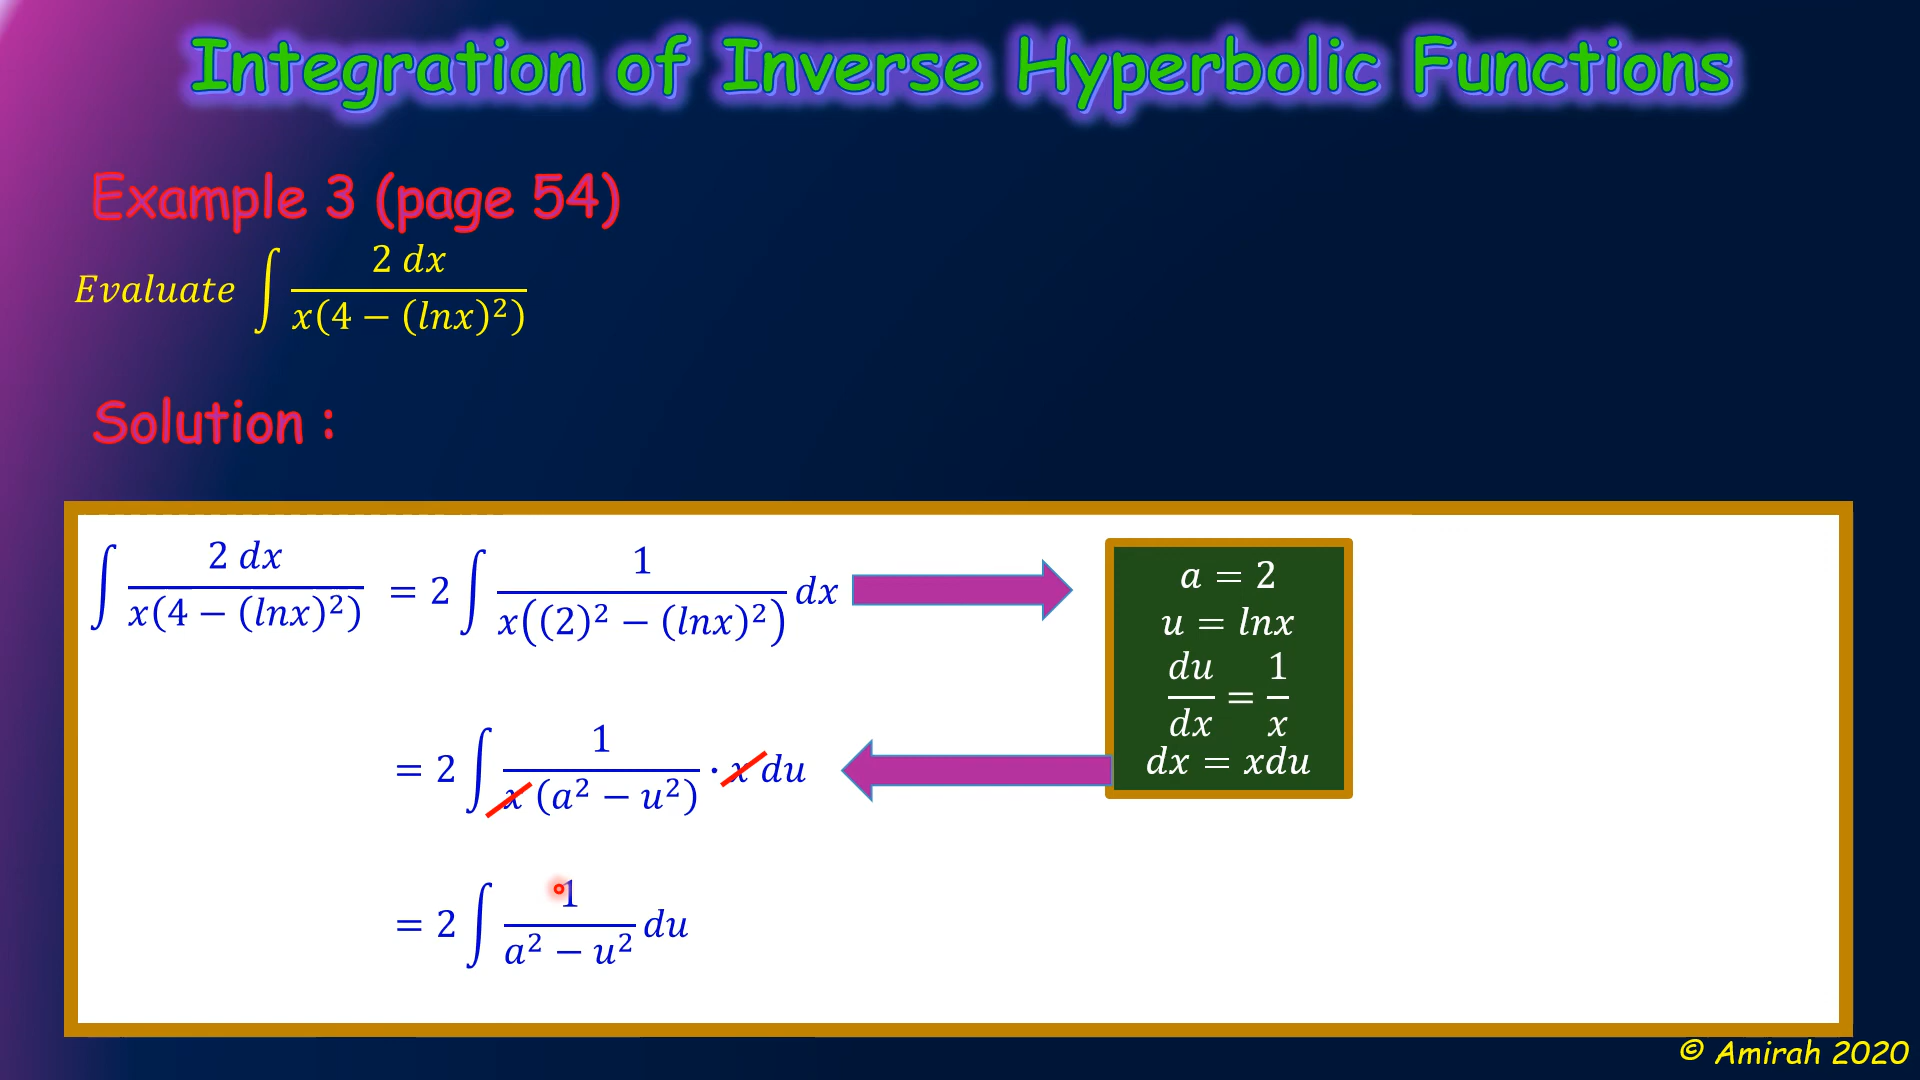 Integration of Inverse Hyperbolic Functions
Example 3 (page 54)
Evaluate ∫ 2 dx / x(4 − (lnx)²)
Solution :
∫ 2 dx / x(4 − (lnx)²) = 2 ∫ 1 / x((2)² − (lnx)²) dx
a = 2
u = lnx
du/dx = 1/x
dx = xdu
= 2 ∫ 1 / x (a² − u²) · x du
= 2 ∫ 1 / a² − u² du
© Amirah 2020